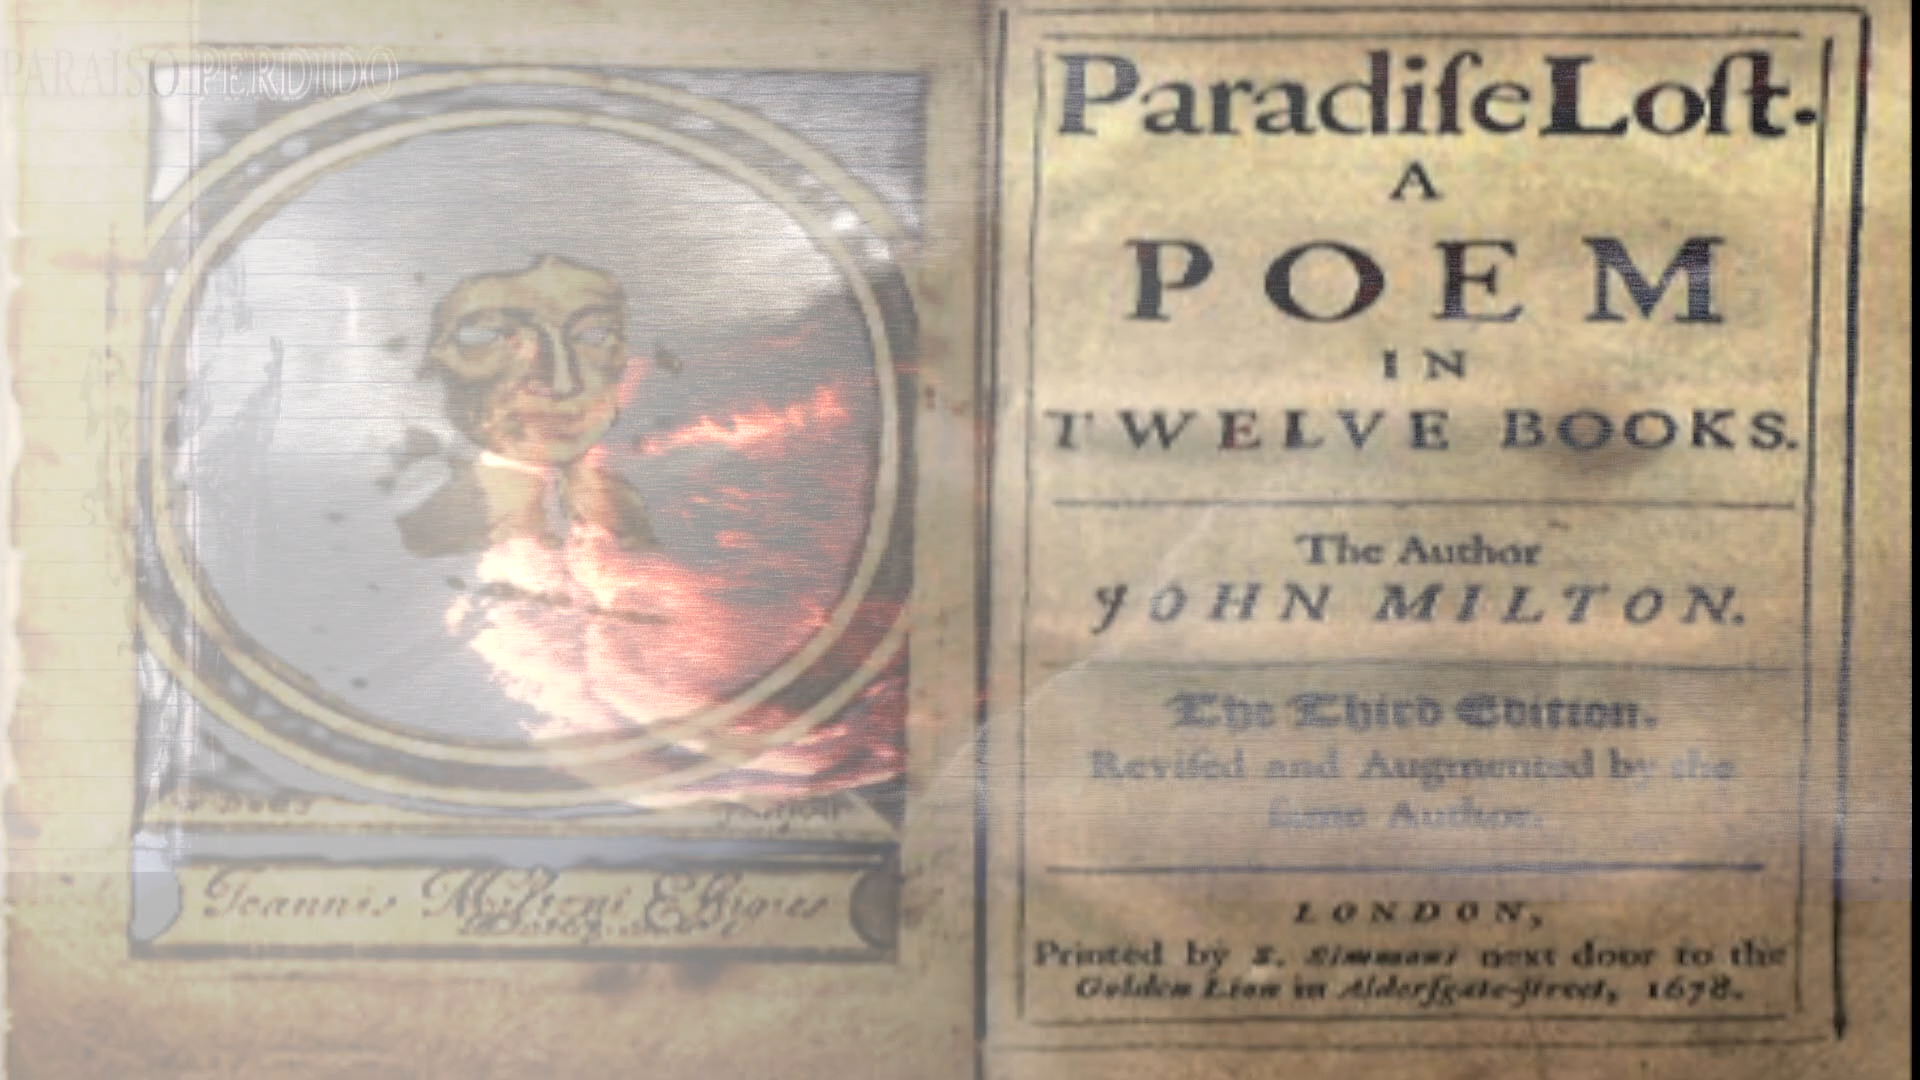 PARAISO PERDIDO
Joannis Miltoni Effigies
Paradiſe Loſt.
A
POEM
IN
TWELVE BOOKS.
The Author
JOHN MILTON.
The Third Edition.
Reviſed and Augmented by the
ſame Author.
LONDON,
Printed by S. Simmons next door to the
Golden Lion in Alderſgate-ſtreet, 1678.